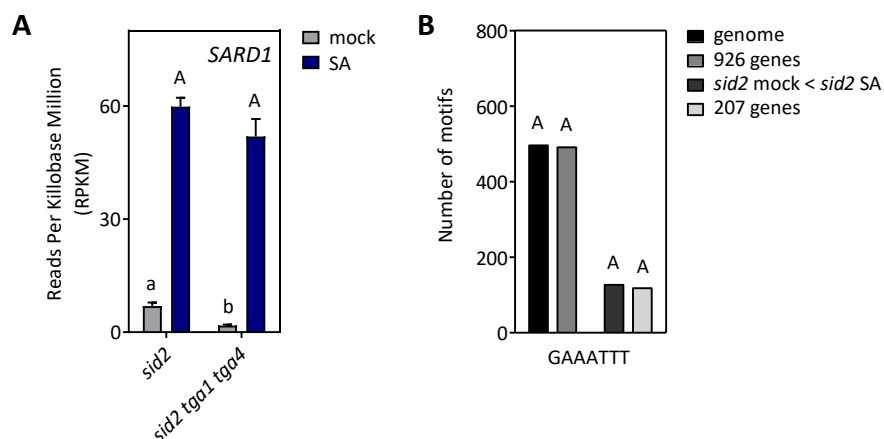 A
SARD1
mock
SA
A
A
a
b
60
30
0
Reads Per Killobase Million
(RPKM)
sid2
sid2 tga1 tga4
B
genome
926 genes
sid2 mock < sid2 SA
207 genes
800
600
400
200
0
A A
A A
Number of motifs
GAAATTT